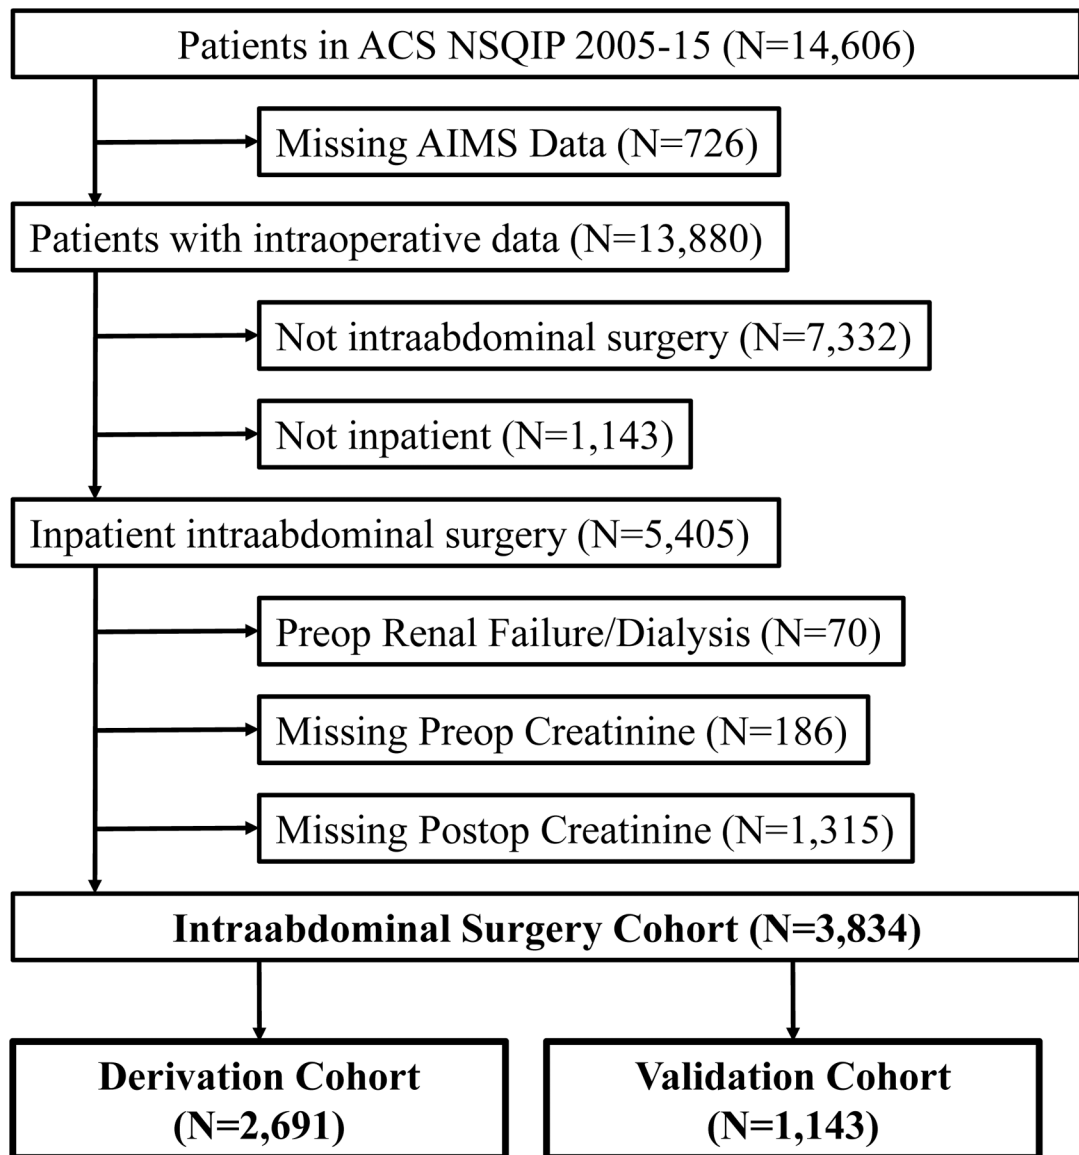 Patients in ACS NSQIP 2005-15 (N=14,606)
Missing AIMS Data (N=726)
Patients with intraoperative data (N=13,880)
Not intraabdominal surgery (N=7,332)
Not inpatient (N=1,143)
Inpatient intraabdominal surgery (N=5,405)
Preop Renal Failure/Dialysis (N=70)
Missing Preop Creatinine (N=186)
Missing Postop Creatinine (N=1,315)
Intraabdominal Surgery Cohort (N=3,834)
Derivation Cohort
(N=2,691)
Validation Cohort
(N=1,143)